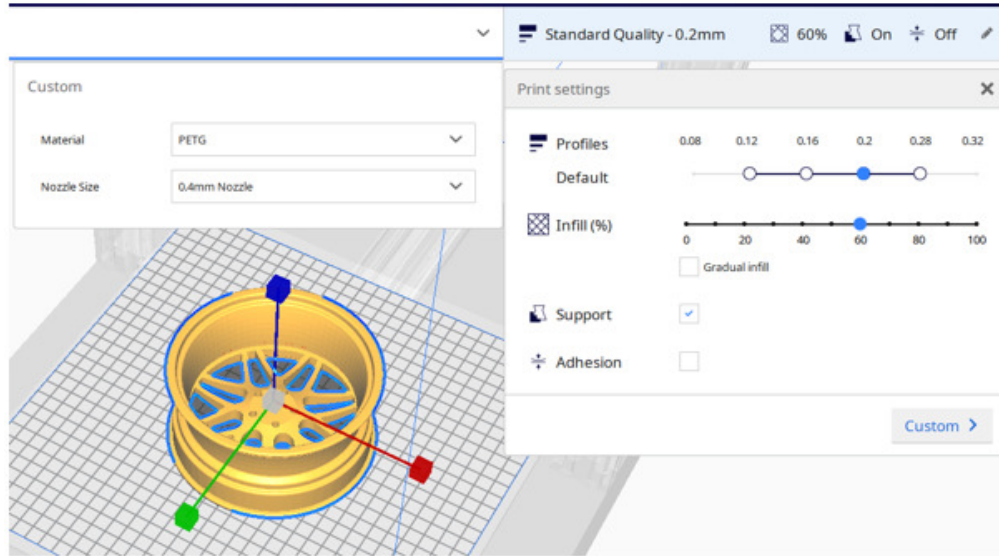 Standard Quality - 0.2mm 60% On Off
Custom
Print settings
Material PETG
Nozzle Size 0.4mm Nozzle
Profiles 0.08 0.12 0.16 0.2 0.28 0.32
Default
Infill (%)
0 20 40 60 80 100
Gradual infill
Support
Adhesion
Custom